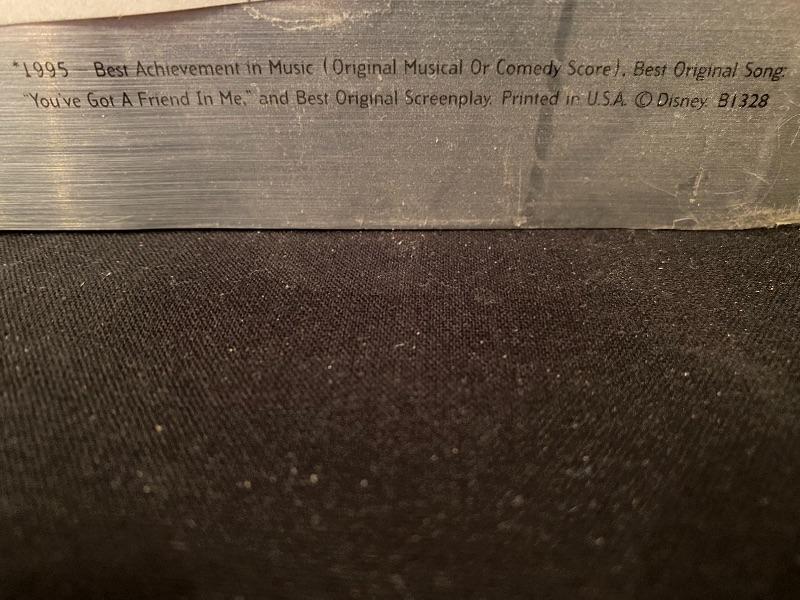 *1995 — Best Achievement in Music (Original Musical Or Comedy Score), Best Original Song:
"You've Got A Friend In Me," and Best Original Screenplay. Printed in U.S.A. © Disney. B1328